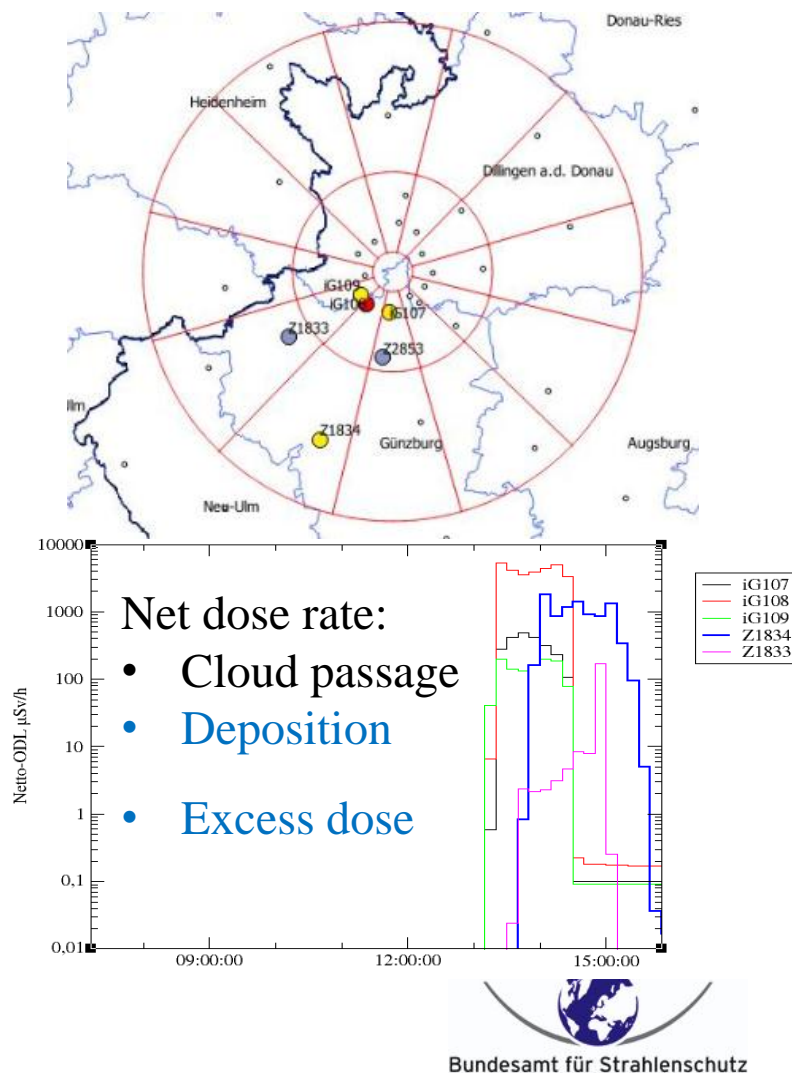 Donau-Ries
Heidenheim
Dillingen a.d. Donau
iG109
iG108
iG107
Z1833
Z2853
Z1834
Günzburg
Augsburg
Neu-Ulm
10000
1000
100
10
1
0,1
0,01
Netto-ODL µSv/h
Net dose rate:
• Cloud passage
• Deposition
• Excess dose
09:00:00 12:00:00 15:00:00
iG107
iG108
iG109
Z1834
Z1833
Bundesamt für Strahlenschutz